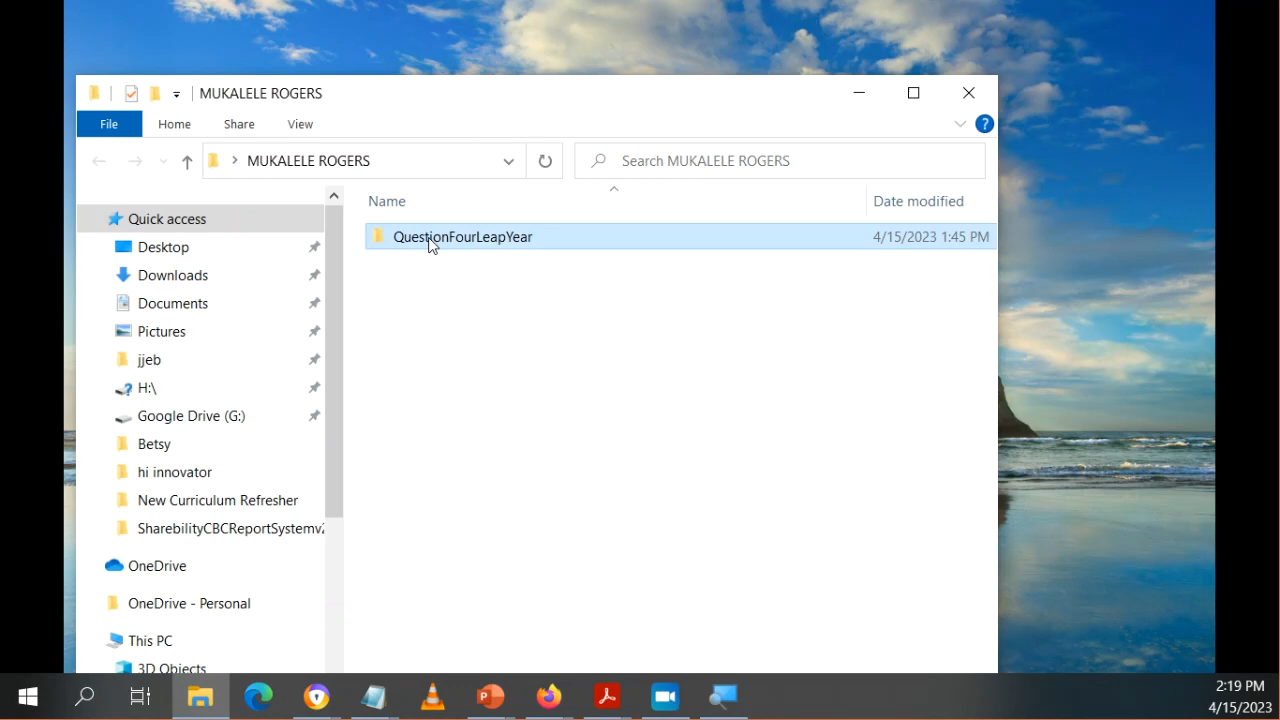 MUKALELE ROGERS
File Home Share View
MUKALELE ROGERS
Search MUKALELE ROGERS
Name Date modified
QuestionFourLeapYear 4/15/2023 1:45 PM
Quick access
Desktop
Downloads
Documents
Pictures
jjeb
H:\
Google Drive (G:)
Betsy
hi innovator
New Curriculum Refresher
SharebilityCBCReportSystemv2
OneDrive
OneDrive - Personal
This PC
3D Objects
2:19 PM
4/15/2023